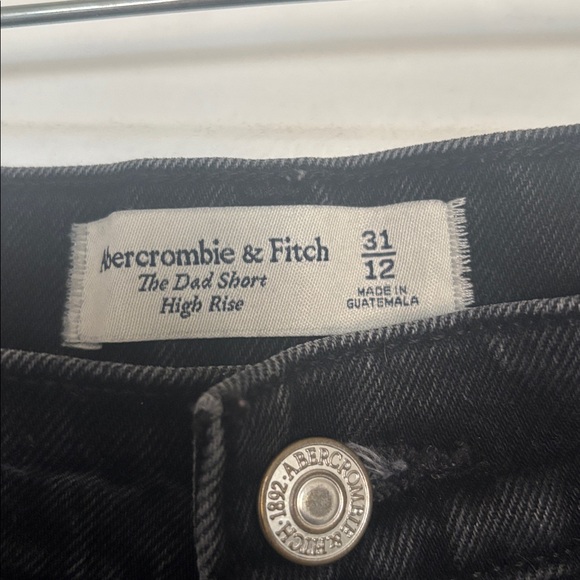 Abercrombie & Fitch
The Dad Short
High Rise
31
12
MADE IN
GUATEMALA
ABERCROMBIE & FITCH · 1892 ·